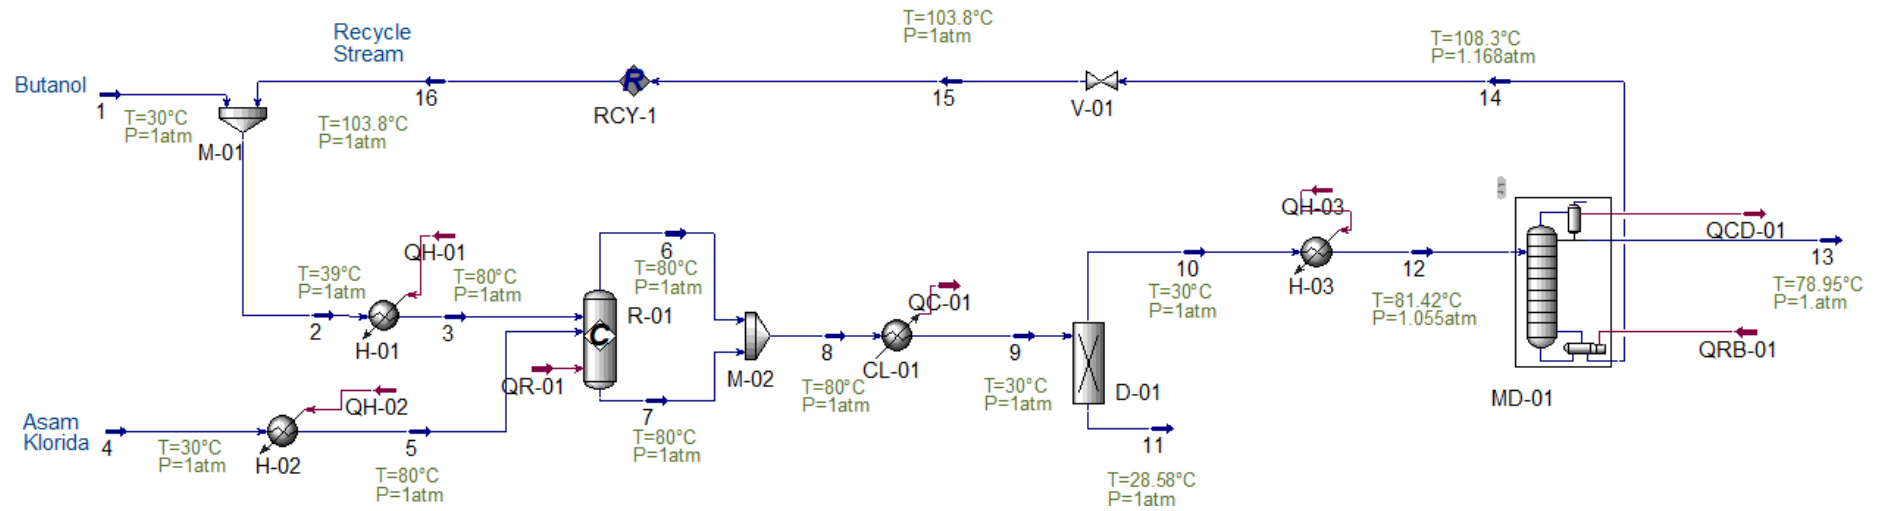 T=103.8°C
P=1atm
Recycle
Stream
T=108.3°C
P=1.168atm
Butanol
1
16
RCY-1
R
15
V-01
14
T=30°C
P=1atm
T=103.8°C
P=1atm
M-01
QH-03
QH-01
6
QCD-01
T=39°C
P=1atm
T=80°C
P=1atm
T=80°C
P=1atm
10
H-03
12
13
T=30°C
P=1atm
T=78.95°C
P=1.atm
QC-01
T=81.42°C
P=1.055atm
2
H-01
3
R-01
C
8
CL-01
9
QRB-01
QR-01
M-02
T=80°C
P=1atm
T=30°C
P=1atm
D-01
MD-01
QH-02
7
Asam
Klorida
4
T=30°C
P=1atm
H-02
5
T=80°C
P=1atm
T=80°C
P=1atm
11
T=28.58°C
P=1atm